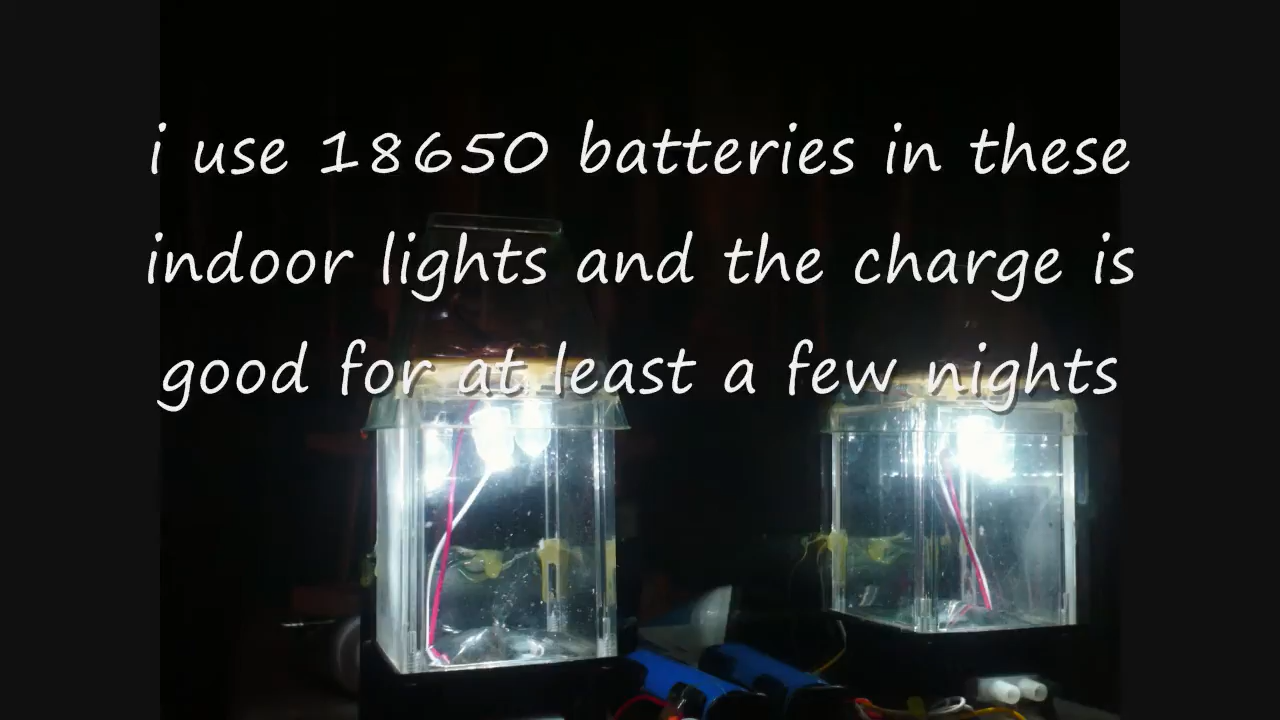 i use 18650 batteries in these
indoor lights and the charge is
good for at least a few nights